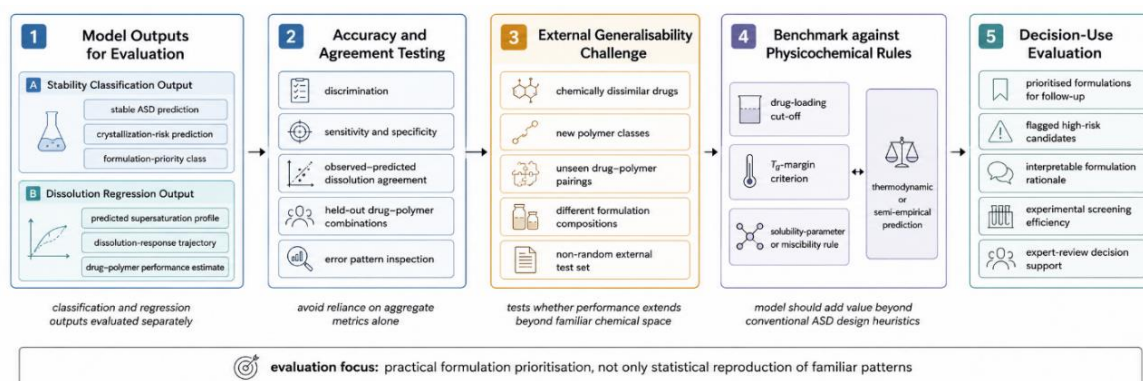 1
Model Outputs
for Evaluation
A Stability Classification Output
stable ASD prediction
crystallization-risk prediction
formulation-priority class
B Dissolution Regression Output
predicted supersaturation profile
dissolution-response trajectory
drug–polymer performance estimate
classification and regression
outputs evaluated separately
2
Accuracy and
Agreement Testing
discrimination
sensitivity and specificity
observed–predicted
dissolution agreement
held-out drug–polymer
combinations
error pattern inspection
avoid reliance on aggregate
metrics alone
3
External Generalisability
Challenge
chemically dissimilar drugs
new polymer classes
unseen drug–polymer
pairings
different formulation
compositions
non-random external
test set
tests whether performance extends
beyond familiar chemical space
4
Benchmark against
Physicochemical Rules
drug-loading
cut-off
Tg-margin
criterion
solubility-parameter
or miscibility rule
thermodynamic
or
semi-empirical
prediction
model should add value beyond
conventional ASD design heuristics
5
Decision-Use
Evaluation
prioritised formulations
for follow-up
flagged high-risk
candidates
interpretable formulation
rationale
experimental screening
efficiency
expert-review decision
support
evaluation focus: practical formulation prioritisation, not only statistical reproduction of familiar patterns